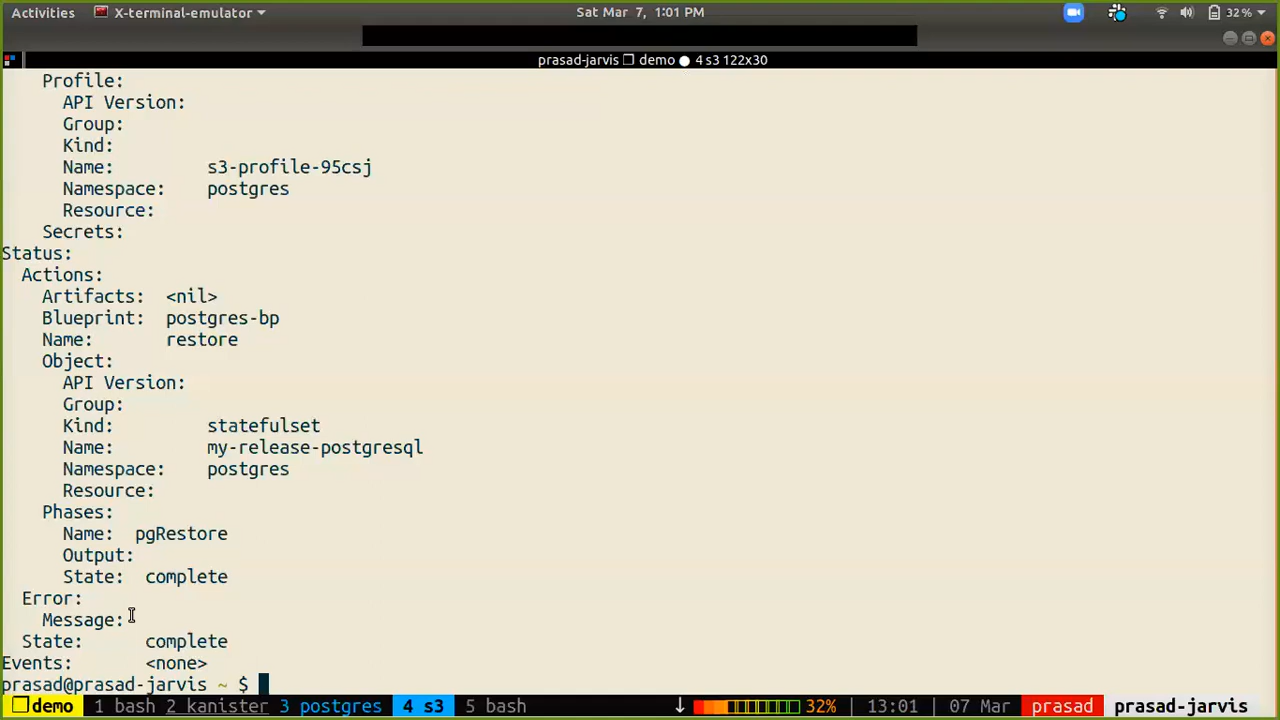 Activities X-terminal-emulator Sat Mar 7, 1:01 PM 32%
prasad-jarvis ❐ demo ● 4 s3 122x30
Profile:
API Version:
Group:
Kind:
Name: s3-profile-95csj
Namespace: postgres
Resource:
Secrets:
Status:
Actions:
Artifacts: <nil>
Blueprint: postgres-bp
Name: restore
Object:
API Version:
Group:
Kind: statefulset
Name: my-release-postgresql
Namespace: postgres
Resource:
Phases:
Name: pgRestore
Output:
State: complete
Error:
Message:
State: complete
Events: <none>
prasad@prasad-jarvis ~ $
❐ demo 1 bash 2 kanister 3 postgres 4 s3 5 bash ↓ 32% | 13:01 | 07 Mar prasad prasad-jarvis